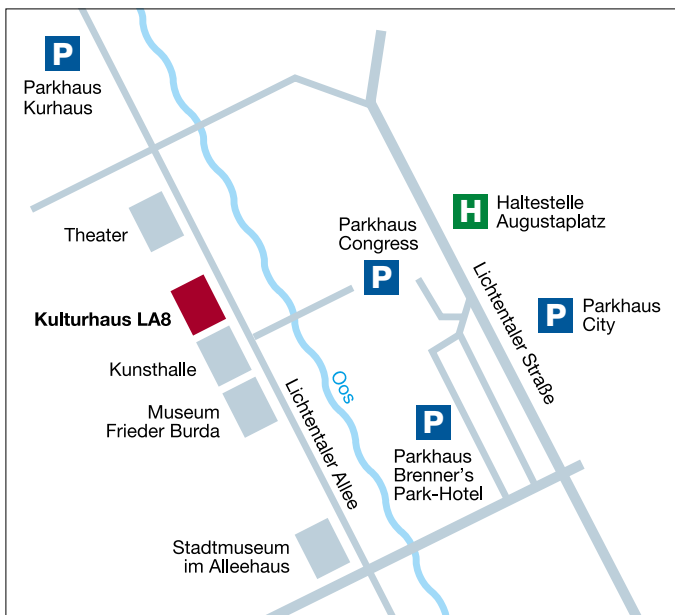 P
Parkhaus
Kurhaus
H
Haltestelle
Augustaplatz
Theater
Parkhaus
Congress
P
Kulturhaus LA8
P
Parkhaus
City
Lichtentaler Straße
Kunsthalle
Museum
Frieder Burda
Lichtentaler Allee
Oos
P
Parkhaus
Brenner's
Park-Hotel
Stadtmuseum
im Alleehaus